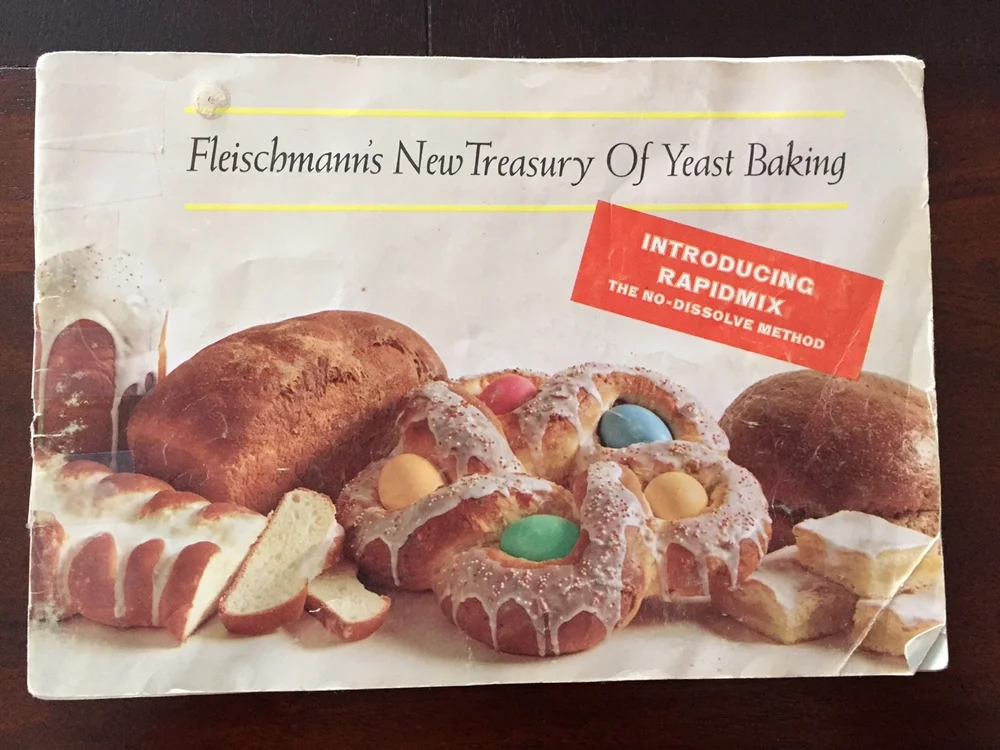 Fleischmann's New Treasury Of Yeast Baking
INTRODUCING
RAPIDMIX
THE NO-DISSOLVE METHOD